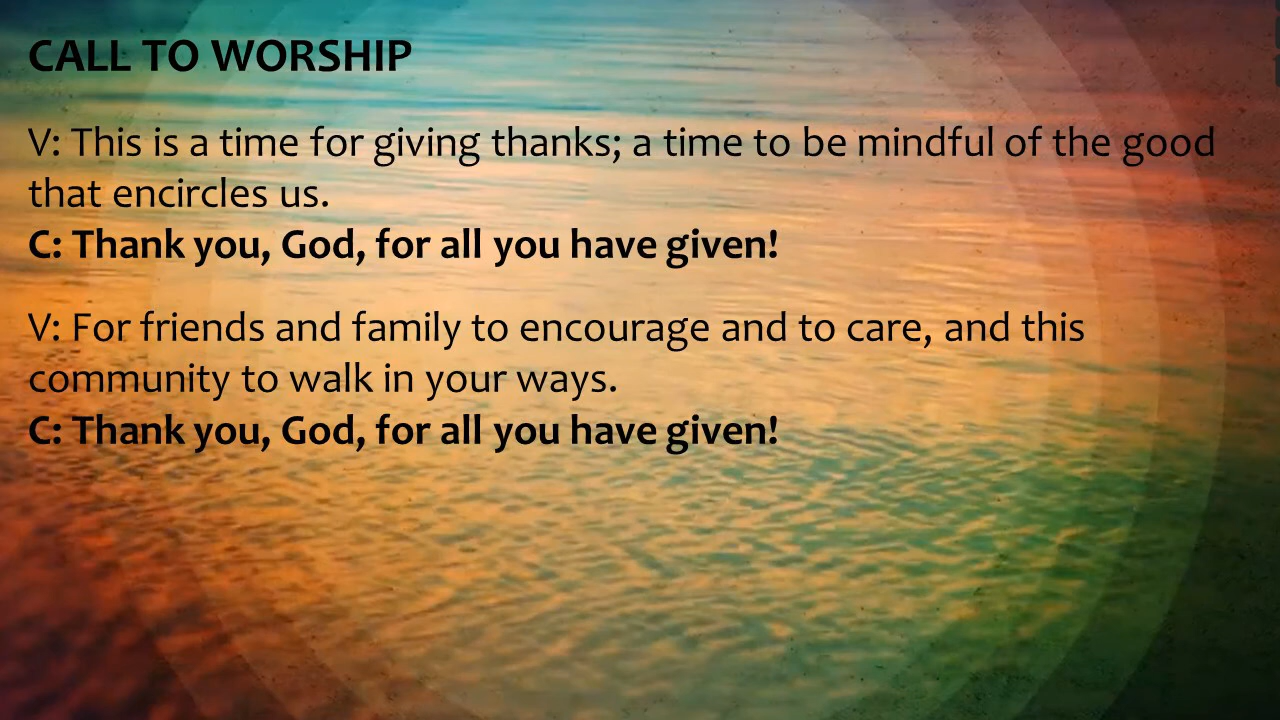 CALL TO WORSHIP
V: This is a time for giving thanks; a time to be mindful of the good
that encircles us.
C: Thank you, God, for all you have given!
V: For friends and family to encourage and to care, and this
community to walk in your ways.
C: Thank you, God, for all you have given!